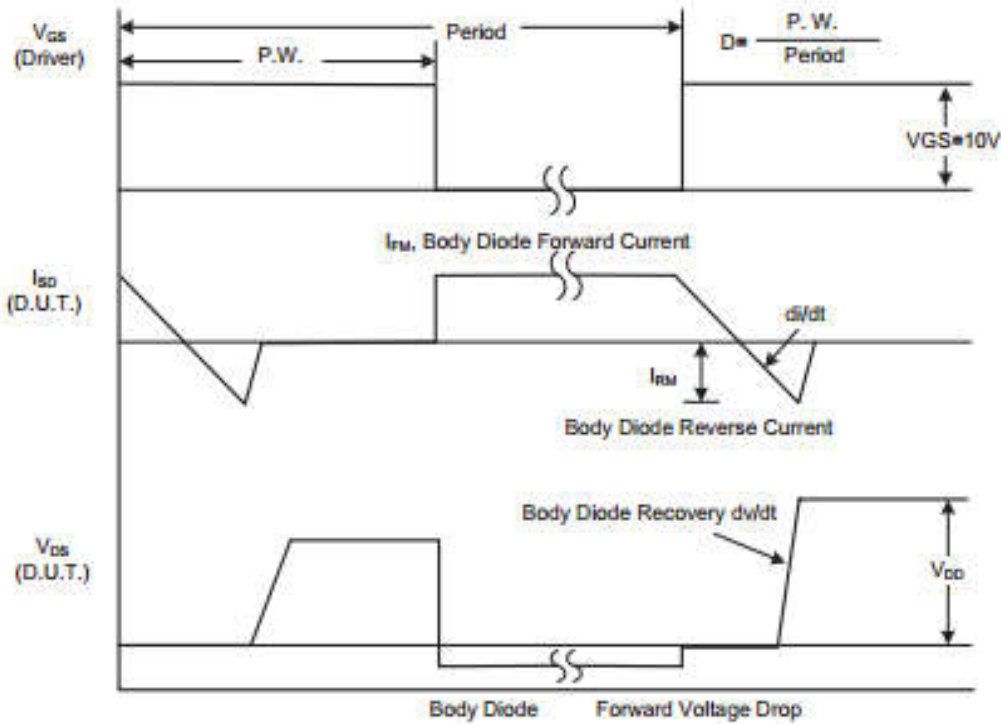 VGS
(Driver)
Period
P.W.
D= P. W.
Period
VGS=10V
IFM, Body Diode Forward Current
ISD
(D.U.T.)
di/dt
IRM
Body Diode Reverse Current
Body Diode Recovery dv/dt
VDS
(D.U.T.)
VDD
Body Diode Forward Voltage Drop